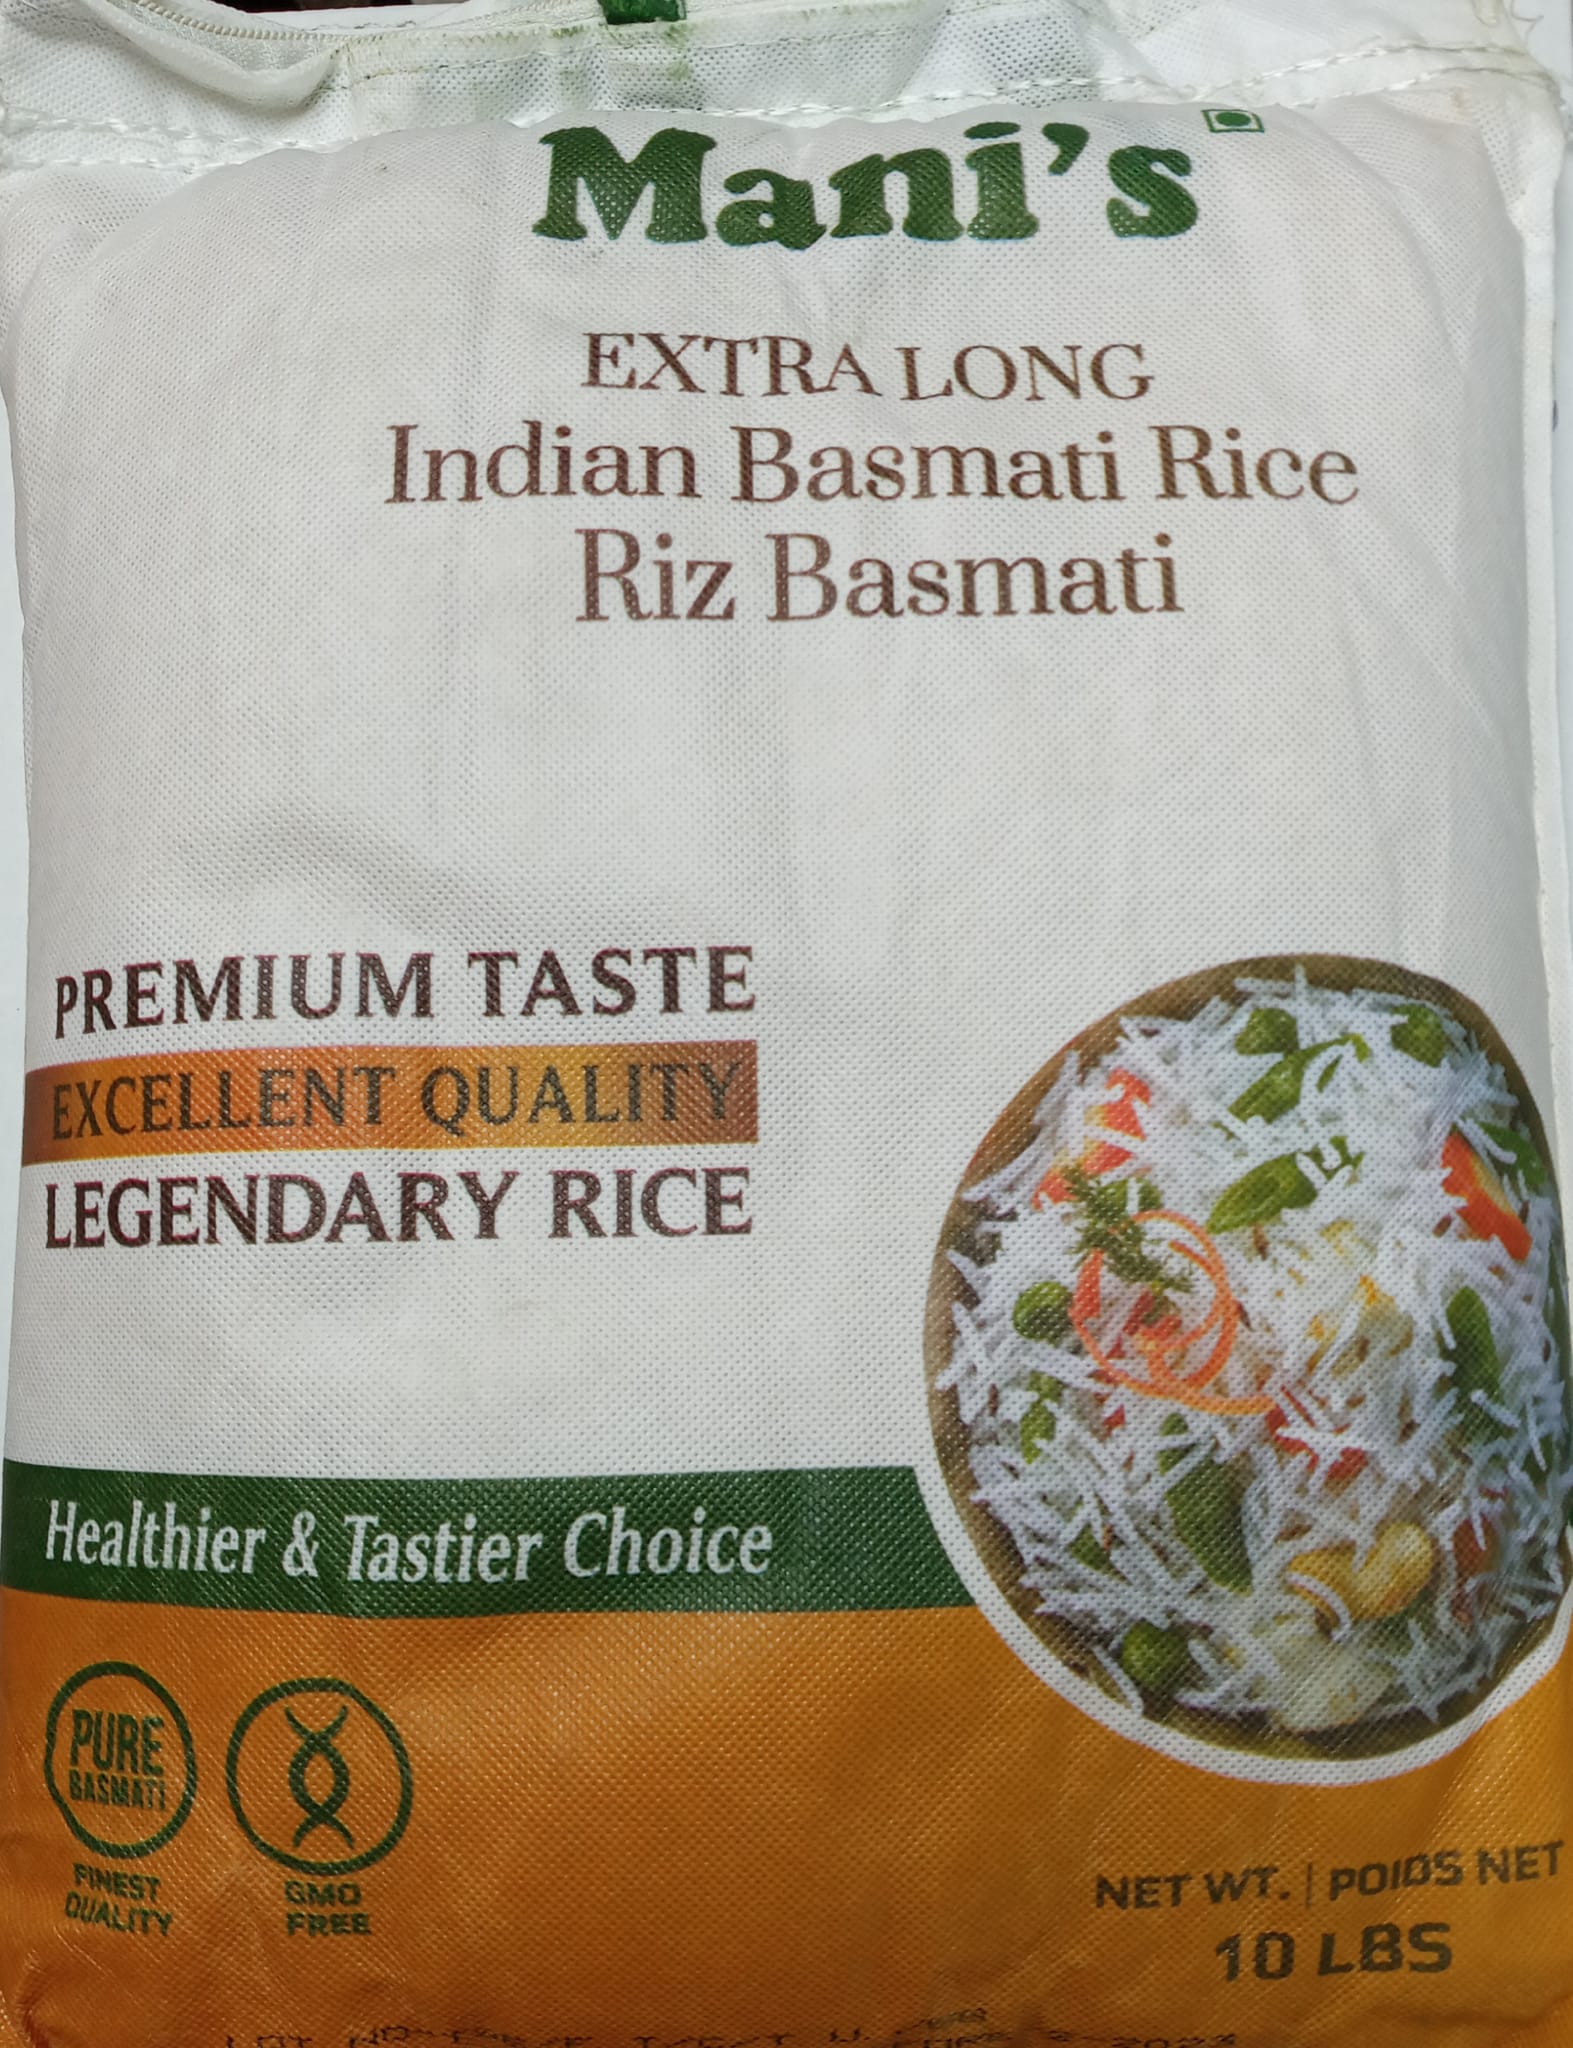 Mani's
EXTRA LONG
Indian Basmati Rice
Riz Basmati
PREMIUM TASTE
EXCELLENT QUALITY
LEGENDARY RICE
Healthier & Tastier Choice
PURE
BASMATI
FINEST
QUALITY
GMO
FREE
NET WT. | POIDS NET
10 LBS